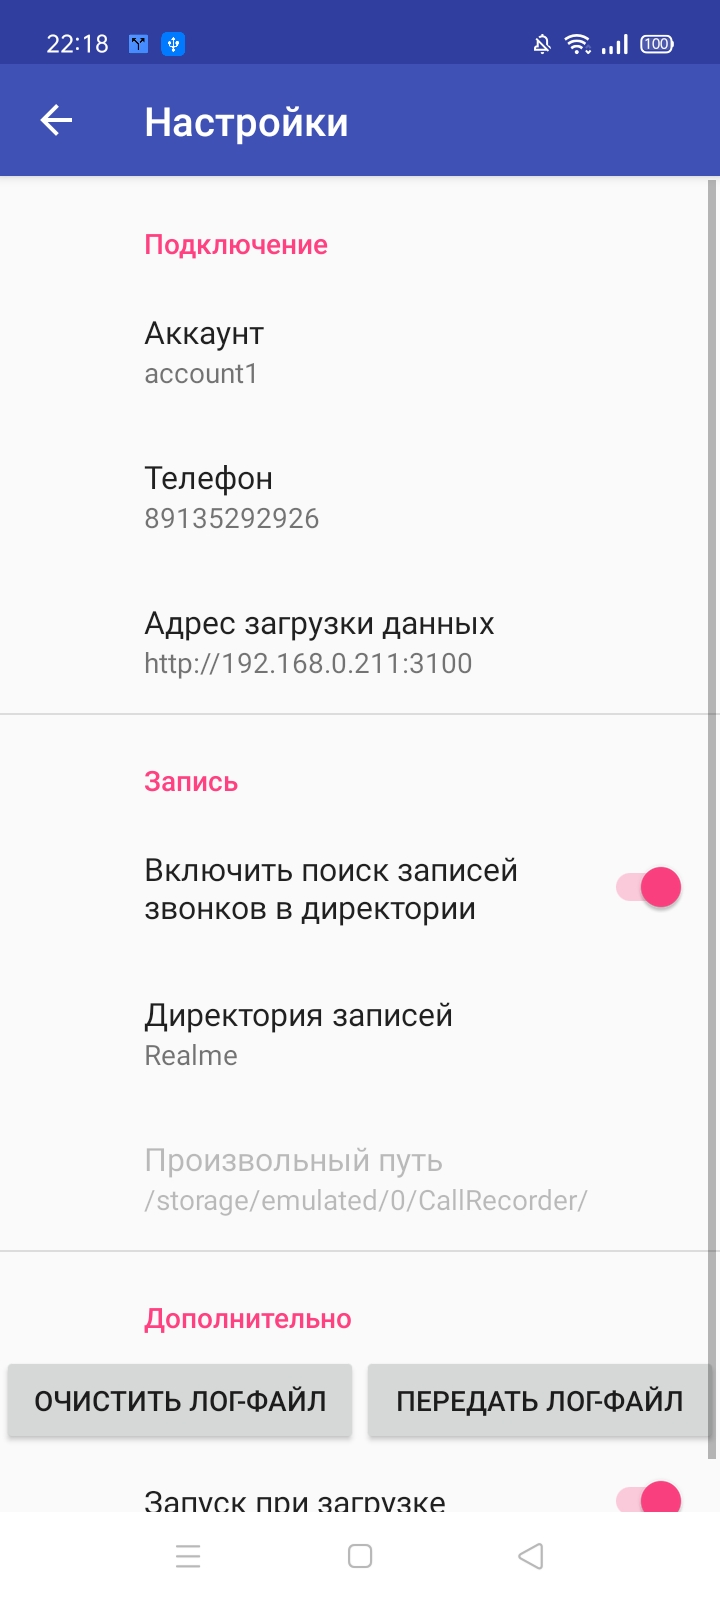 22:18
100
Настройки
Подключение
Аккаунт
account1
Телефон
89135292926
Адрес загрузки данных
http://192.168.0.211:3100
Запись
Включить поиск записей
звонков в директории
Директория записей
Realme
Произвольный путь
/storage/emulated/0/CallRecorder/
Дополнительно
ОЧИСТИТЬ ЛОГ-ФАЙЛ
ПЕРЕДАТЬ ЛОГ-ФАЙЛ
Запуск при загрузке